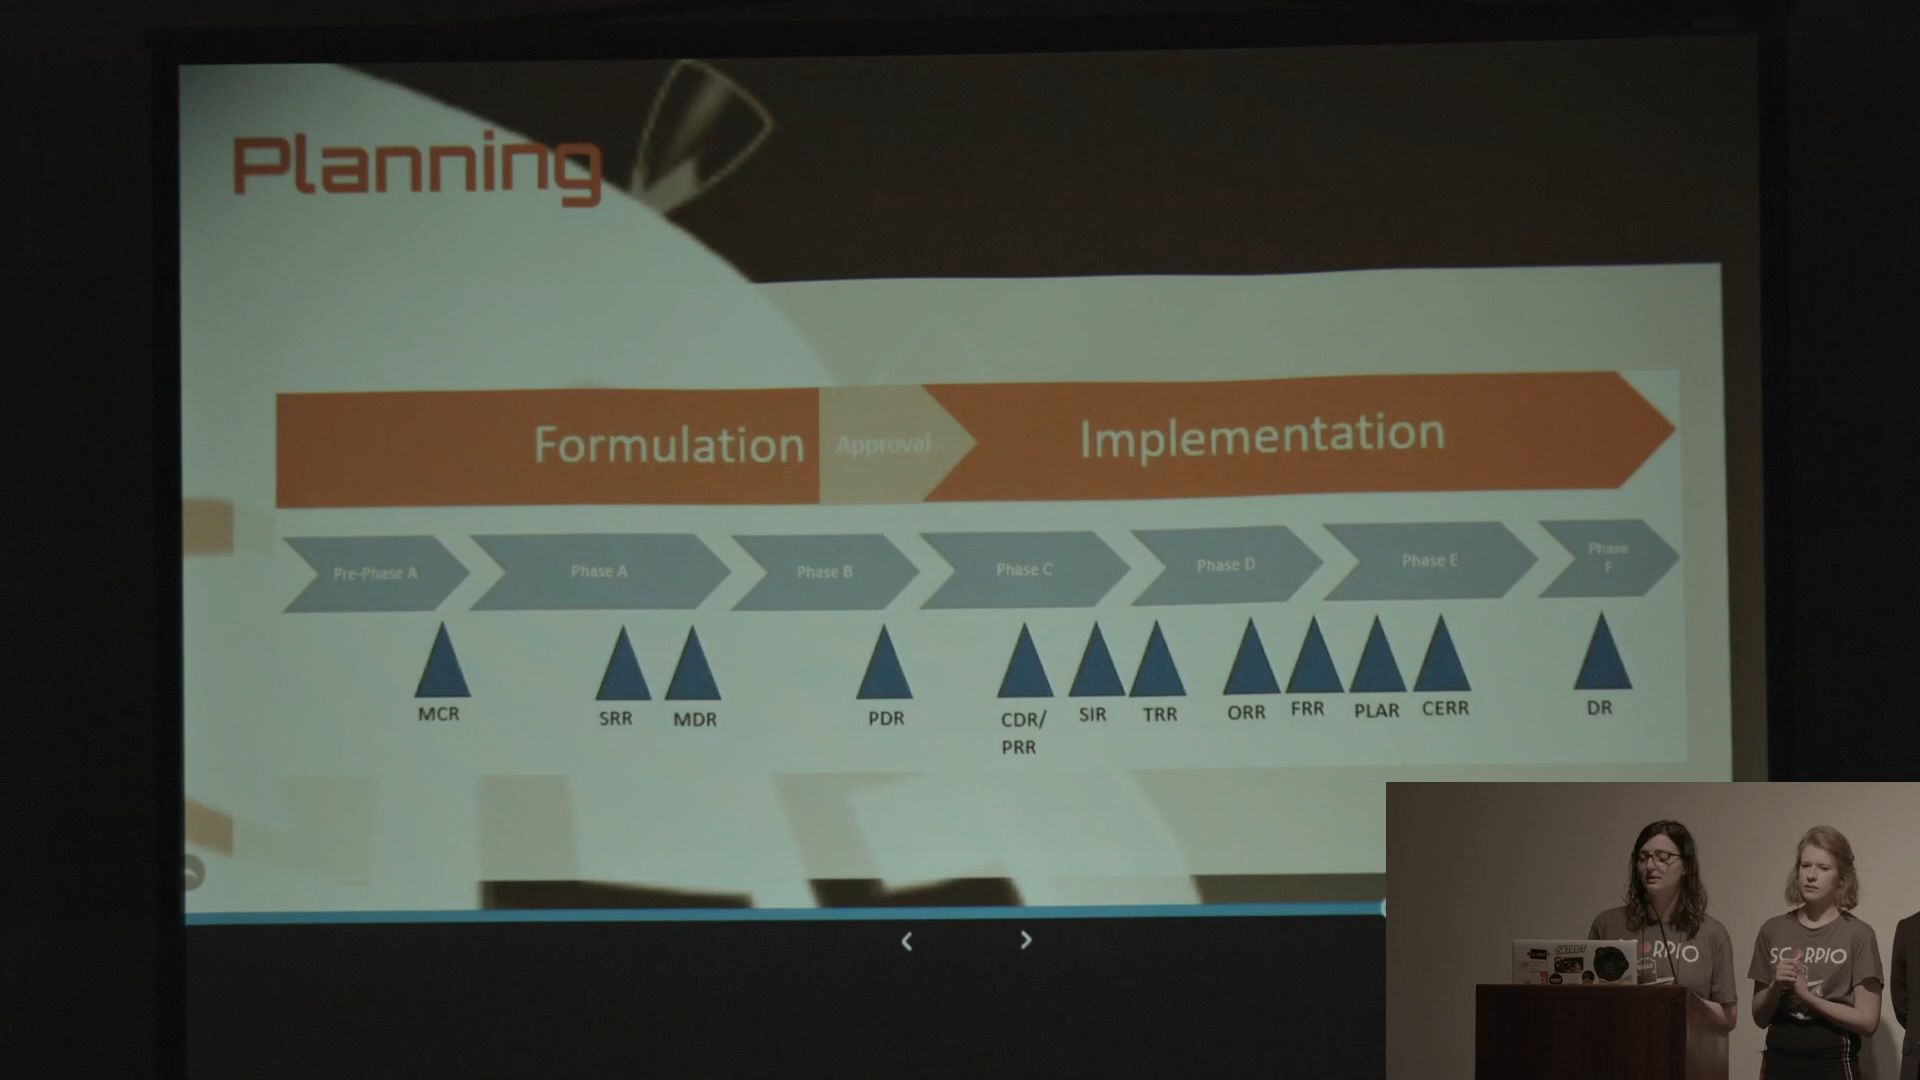 Planning
Formulation
Approval
Implementation
Pre-Phase A
Phase A
Phase B
Phase C
Phase D
Phase E
Phase
F
MCR
SRR
MDR
PDR
CDR/
PRR
SIR
TRR
ORR
FRR
PLAR
CERR
DR
RPIO
SCORPIO